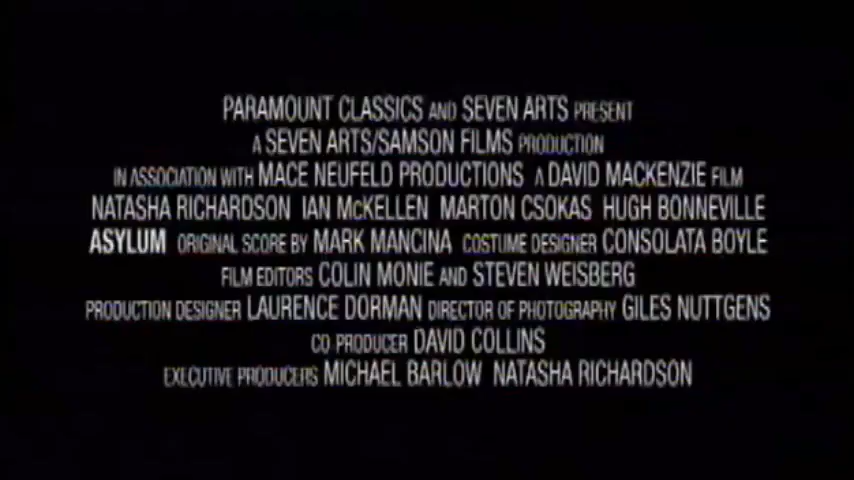 PARAMOUNT CLASSICS AND SEVEN ARTS PRESENT
A SEVEN ARTS/SAMSON FILMS PRODUCTION
IN ASSOCIATION WITH MACE NEUFELD PRODUCTIONS A DAVID MACKENZIE FILM
NATASHA RICHARDSON IAN McKELLEN MARTON CSOKAS HUGH BONNEVILLE
ASYLUM ORIGINAL SCORE BY MARK MANCINA COSTUME DESIGNER CONSOLATA BOYLE
FILM EDITORS COLIN MONIE AND STEVEN WEISBERG
PRODUCTION DESIGNER LAURENCE DORMAN DIRECTOR OF PHOTOGRAPHY GILES NUTTGENS
CO PRODUCER DAVID COLLINS
EXECUTIVE PRODUCERS MICHAEL BARLOW NATASHA RICHARDSON